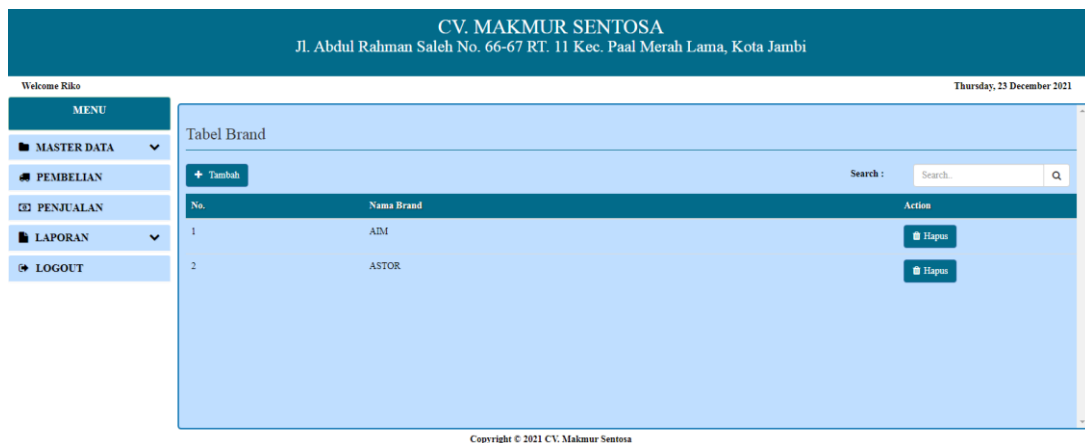 CV. MAKMUR SENTOSA
Jl. Abdul Rahman Saleh No. 66-67 RT. 11 Kec. Paal Merah Lama, Kota Jambi
Welcome Riko
Thursday, 23 December 2021
MENU
MASTER DATA
PEMBELIAN
PENJUALAN
LAPORAN
LOGOUT
Tabel Brand
Tambah
Search :
Search..
No. Nama Brand Action
1 AIM Hapus
2 ASTOR Hapus
Copyright © 2021 CV. Makmur Sentosa